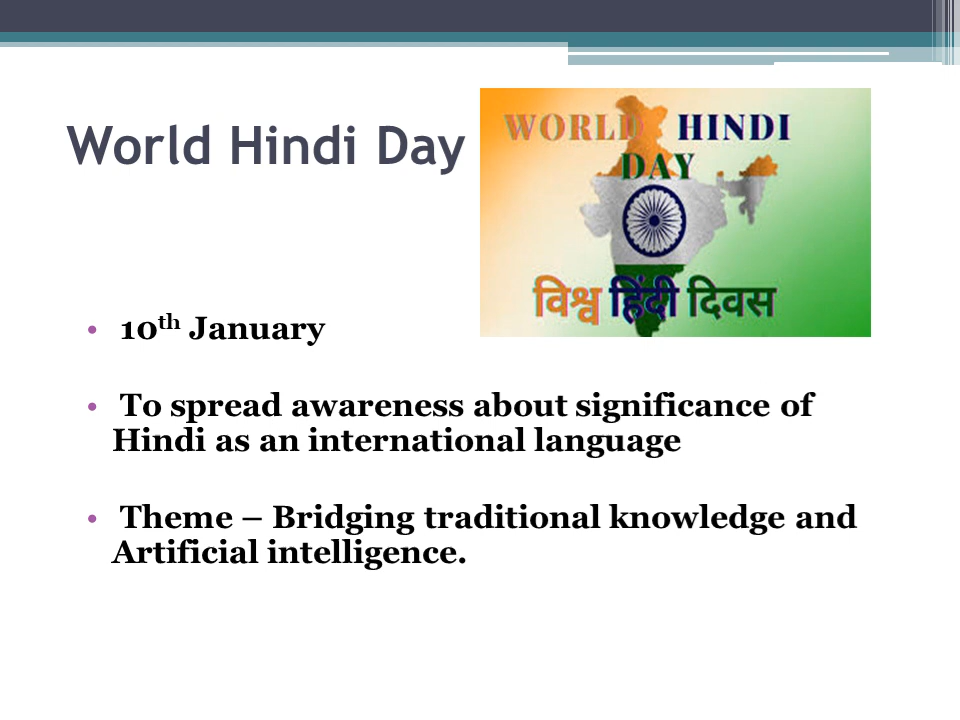 World Hindi Day
WORLD HINDI
DAY
विश्व हिंदी दिवस
• 10th January
• To spread awareness about significance of
Hindi as an international language
• Theme – Bridging traditional knowledge and
Artificial intelligence.